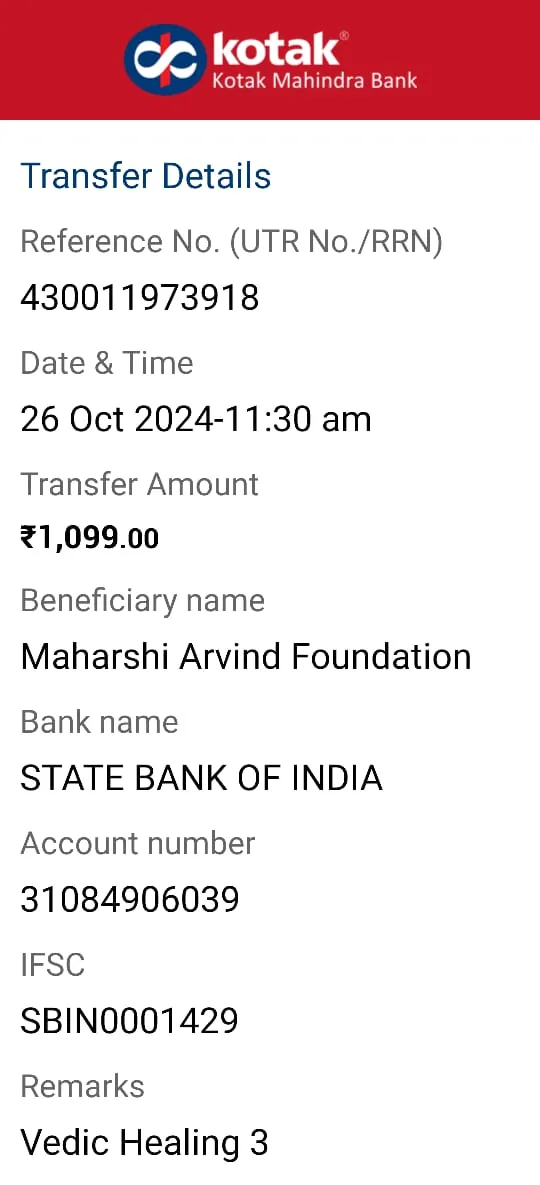 kotak®
Kotak Mahindra Bank
Transfer Details
Reference No. (UTR No./RRN)
430011973918
Date & Time
26 Oct 2024-11:30 am
Transfer Amount
₹1,099.00
Beneficiary name
Maharshi Arvind Foundation
Bank name
STATE BANK OF INDIA
Account number
31084906039
IFSC
SBIN0001429
Remarks
Vedic Healing 3